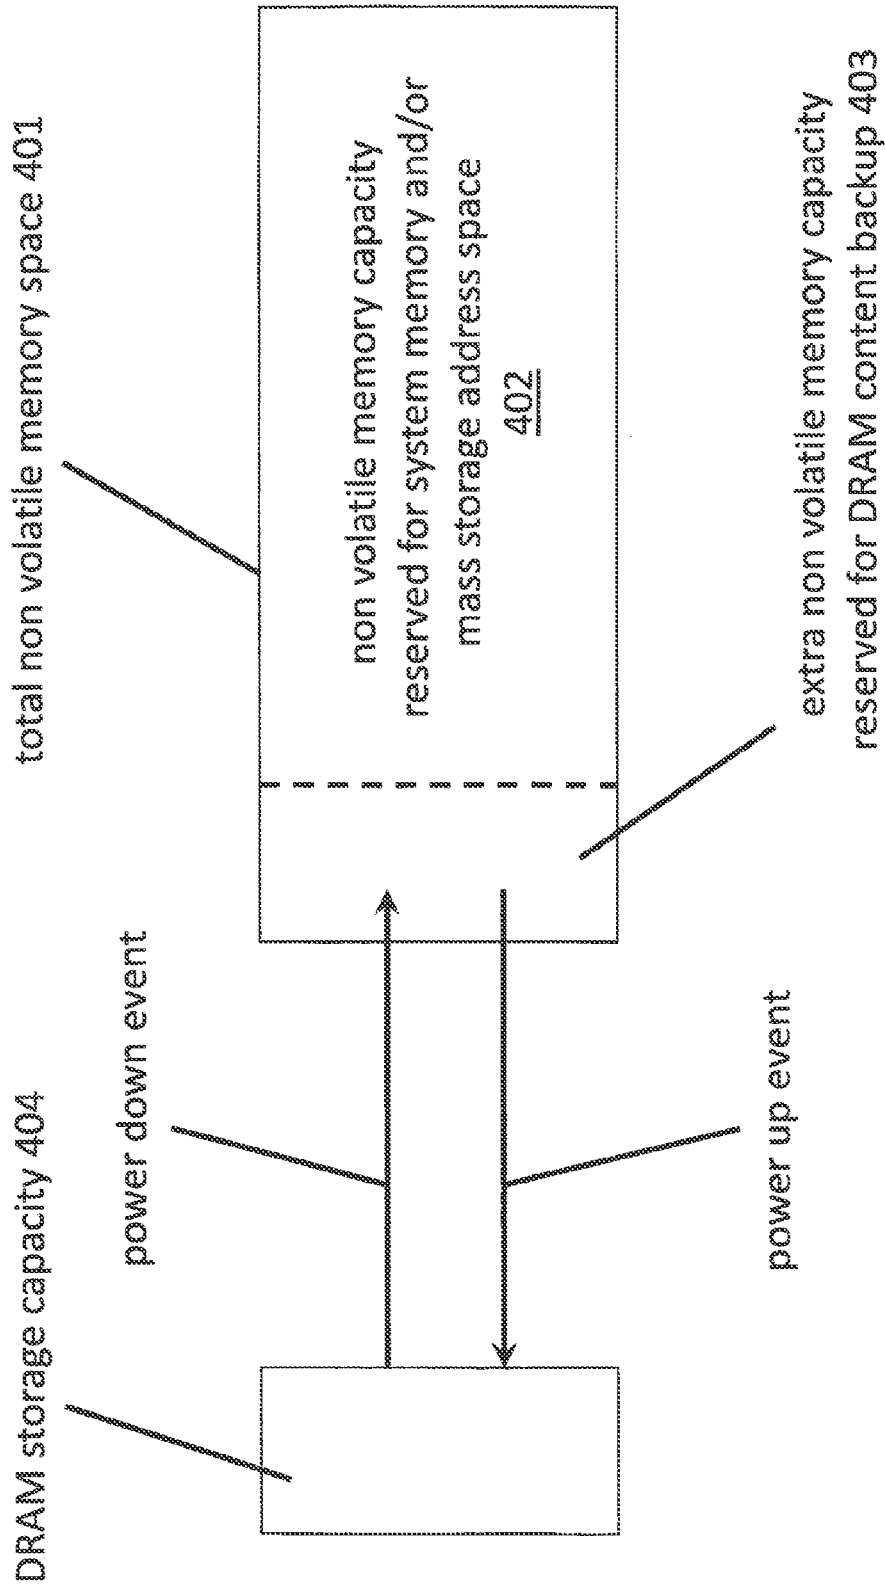 total non volatile memory space 401
non volatile memory capacity
reserved for system memory and/or
mass storage address space
402
extra non volatile memory capacity
reserved for DRAM content backup 403
power down event
power up event
DRAM storage capacity 404